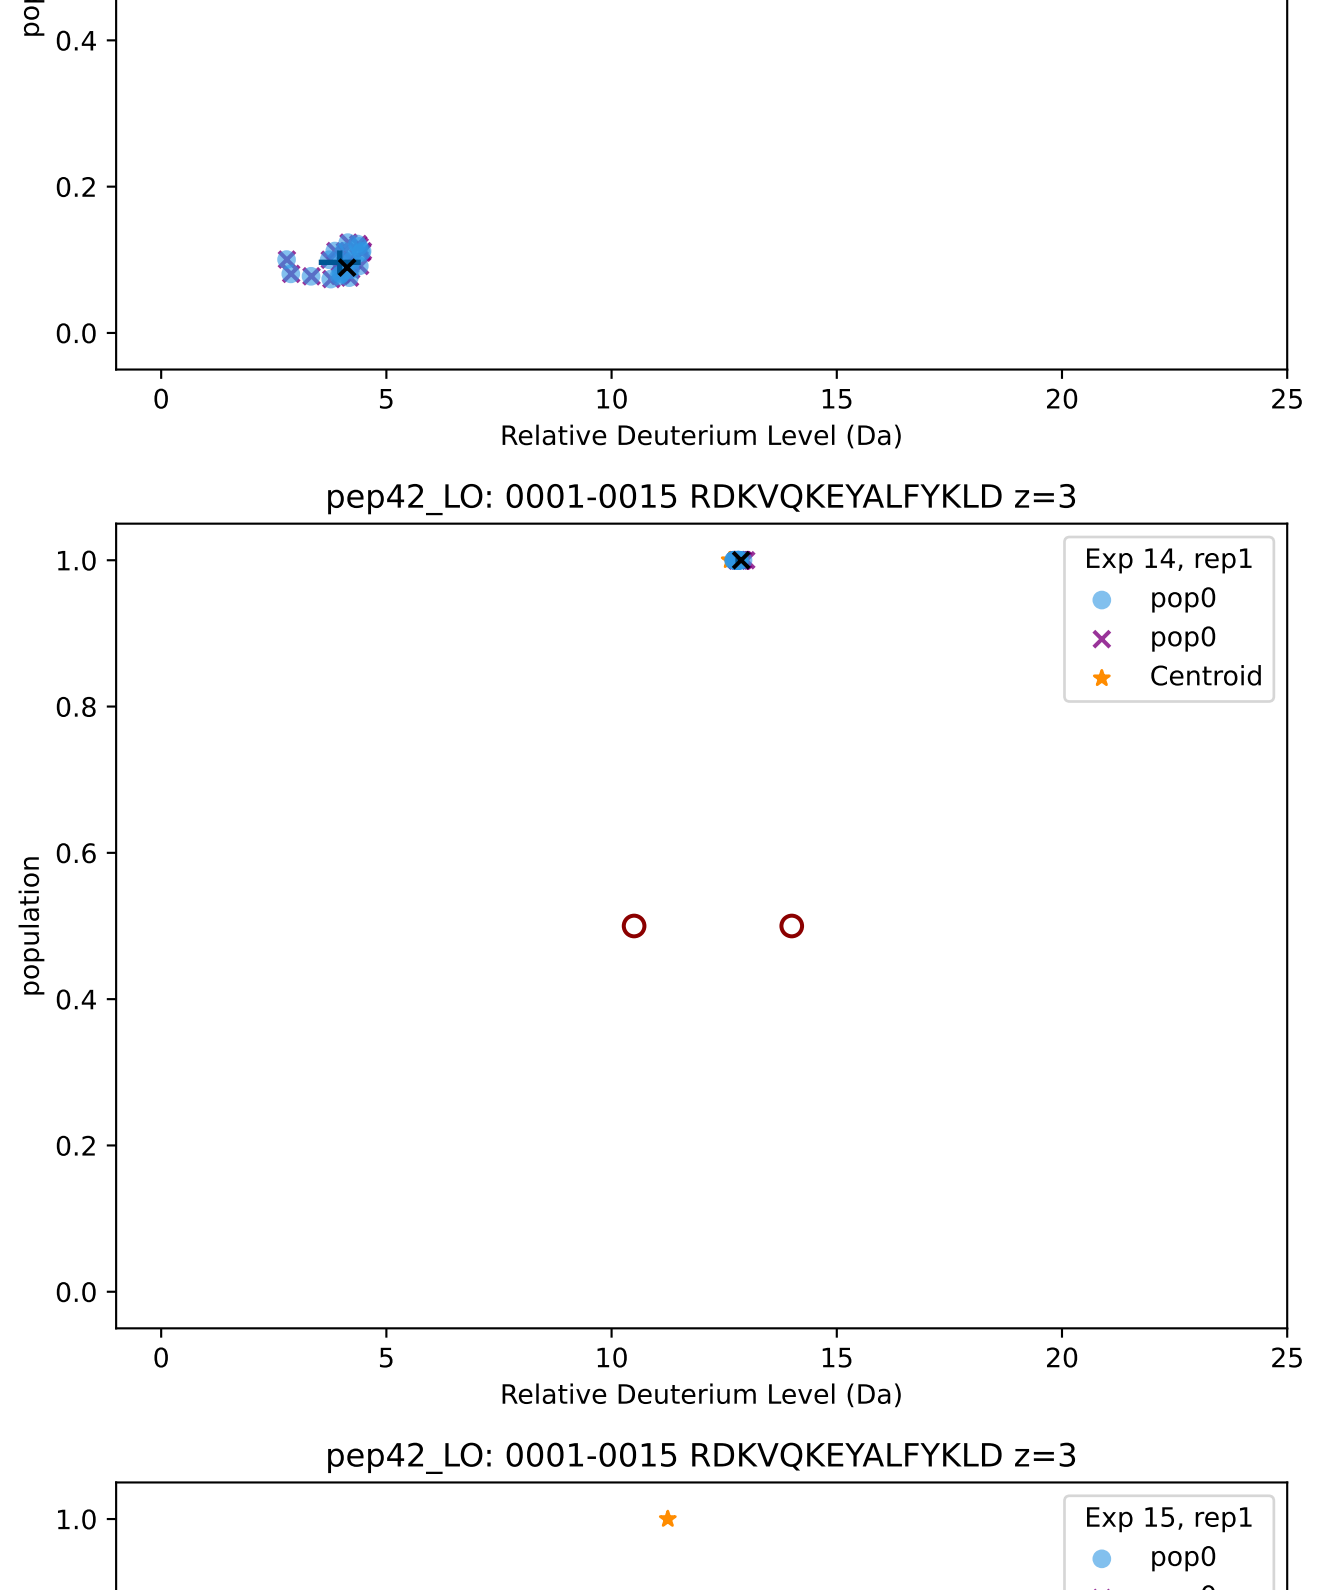 0.4
0.2
0.0
0 5 10 15 20 25
Relative Deuterium Level (Da)
pep42_LO: 0001-0015 RDKVQKEYALFYKLD z=3
1.0
0.8
0.6
0.4
0.2
0.0
population
Exp 14, rep1
pop0
pop0
Centroid
0 5 10 15 20 25
Relative Deuterium Level (Da)
pep42_LO: 0001-0015 RDKVQKEYALFYKLD z=3
1.0
Exp 15, rep1
pop0